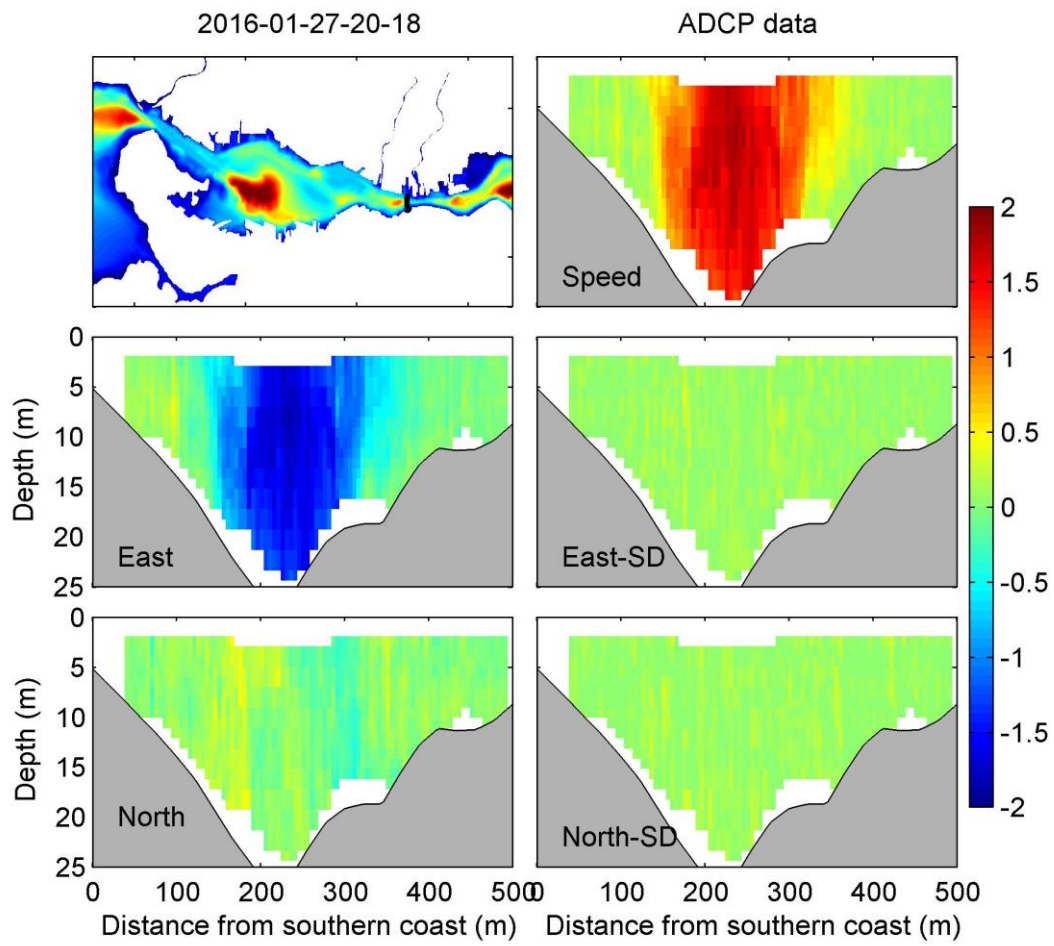 2016-01-27-20-18
ADCP data
Speed
2
1.5
1
0.5
0
-0.5
-1
-1.5
-2
0
5
10
15
20
25
Depth (m)
East
East-SD
0
5
10
15
20
25
Depth (m)
North
North-SD
0 100 200 300 400 500
0 100 200 300 400 500
Distance from southern coast (m)
Distance from southern coast (m)